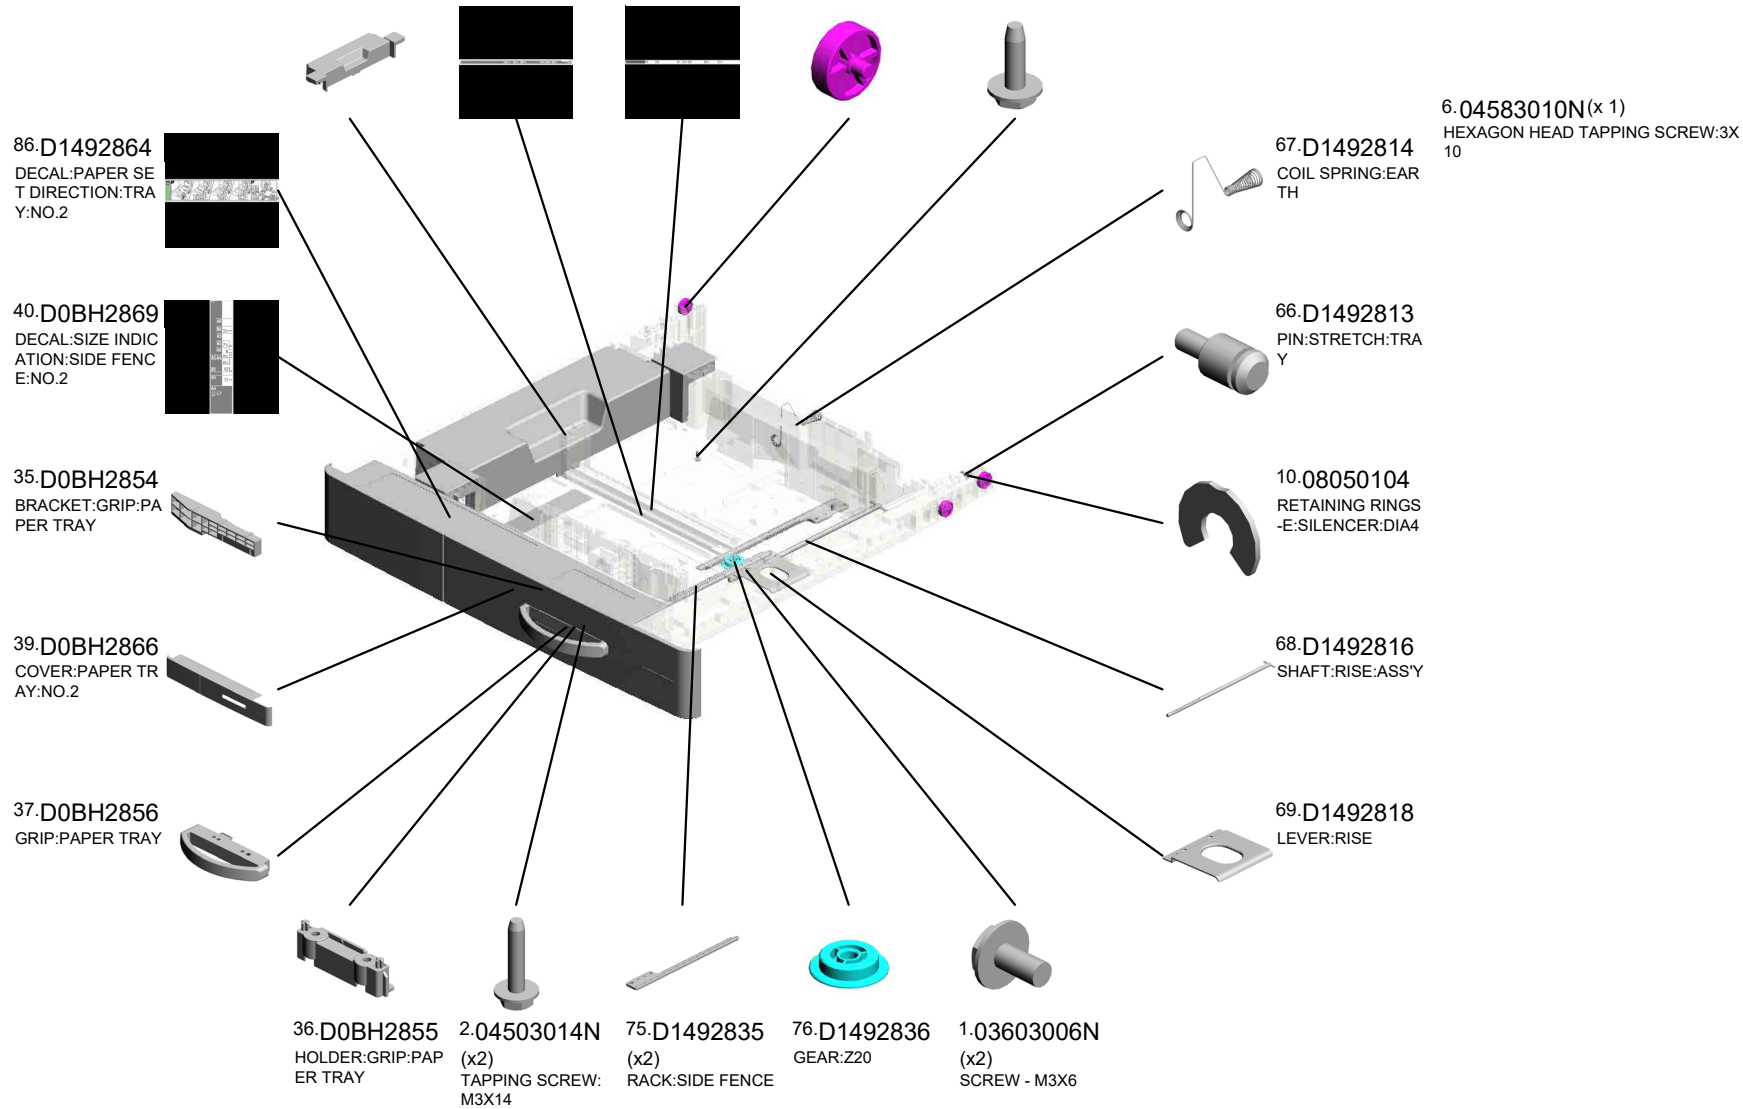 6.04583010N(x 1)
HEXAGON HEAD TAPPING SCREW:3X
10
86.D1492864
DECAL:PAPER SE
T DIRECTION:TRA
Y:NO.2
67.D1492814
COIL SPRING:EAR
TH
40.D0BH2869
DECAL:SIZE INDIC
ATION:SIDE FENC
E:NO.2
66.D1492813
PIN:STRETCH:TRA
Y
35.D0BH2854
BRACKET:GRIP:PA
PER TRAY
10.08050104
RETAINING RINGS
-E:SILENCER:DIA4
39.D0BH2866
COVER:PAPER TR
AY:NO.2
68.D1492816
SHAFT:RISE:ASS'Y
37.D0BH2856
GRIP:PAPER TRAY
69.D1492818
LEVER:RISE
36.D0BH2855
HOLDER:GRIP:PAP
ER TRAY
2.04503014N
(x2)
TAPPING SCREW:
M3X14
75.D1492835
(x2)
RACK:SIDE FENCE
76.D1492836
GEAR:Z20
1.03603006N
(x2)
SCREW - M3X6